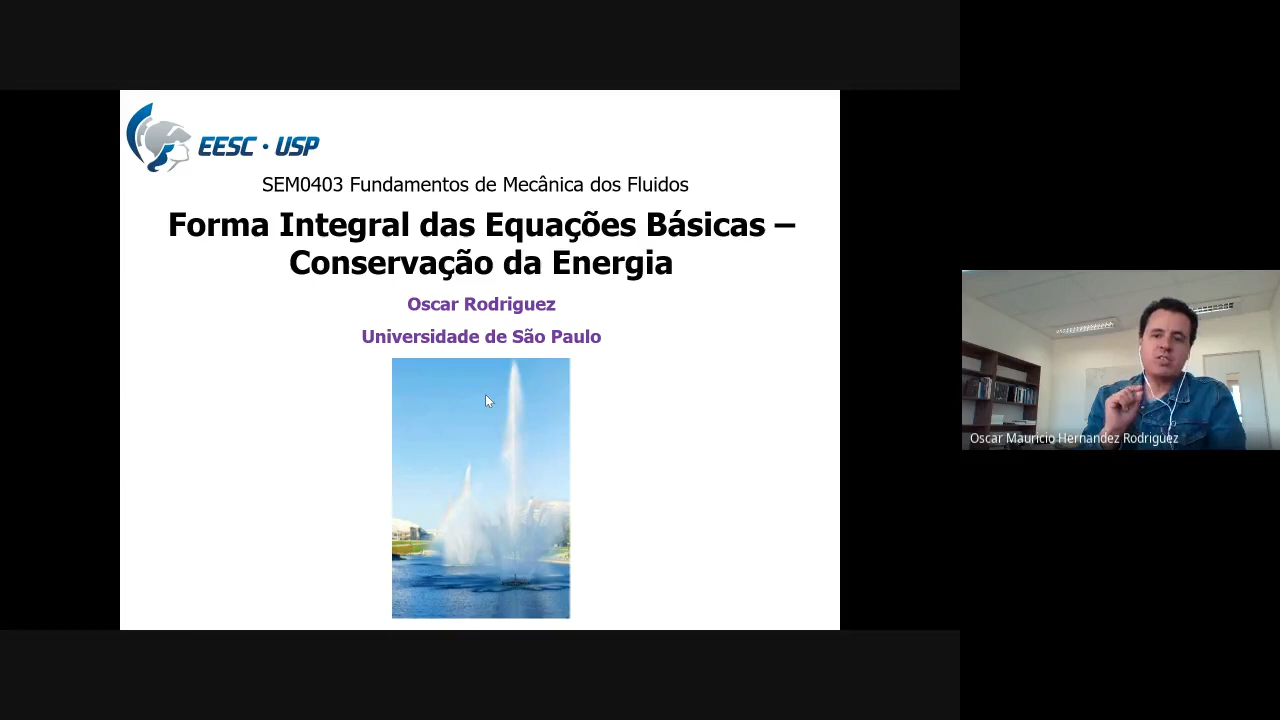 EESC • USP
SEM0403 Fundamentos de Mecânica dos Fluidos
Forma Integral das Equações Básicas –
Conservação da Energia
Oscar Rodriguez
Universidade de São Paulo
Oscar Mauricio Hernandez Rodriguez